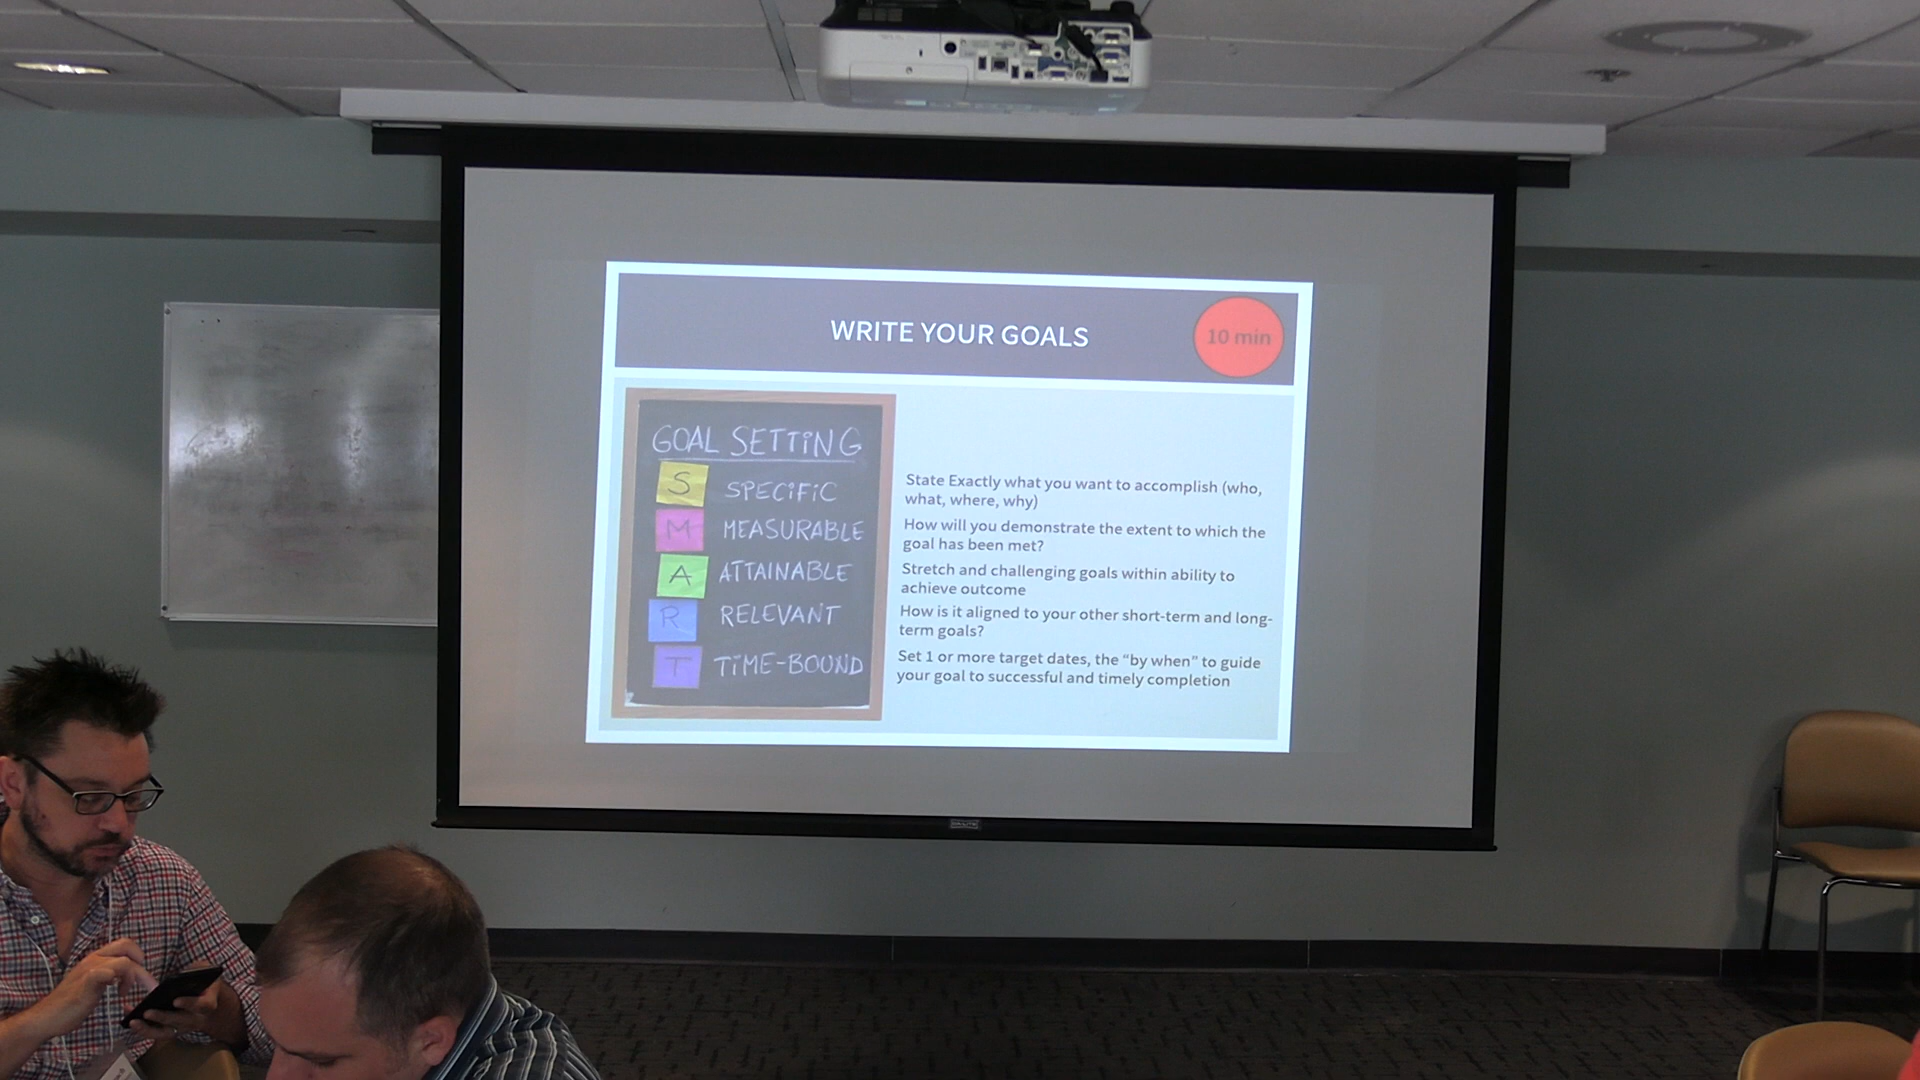 WRITE YOUR GOALS
10 min
GOAL SETTING
S SPECIFIC
State Exactly what you want to accomplish (who,
what, where, why)
M MEASURABLE
How will you demonstrate the extent to which the
goal has been met?
A ATTAINABLE
Stretch and challenging goals within ability to
achieve outcome
R RELEVANT
How is it aligned to your other short-term and long-
term goals?
T TIME-BOUND
Set 1 or more target dates, the “by when” to guide
your goal to successful and timely completion
DA-LITE